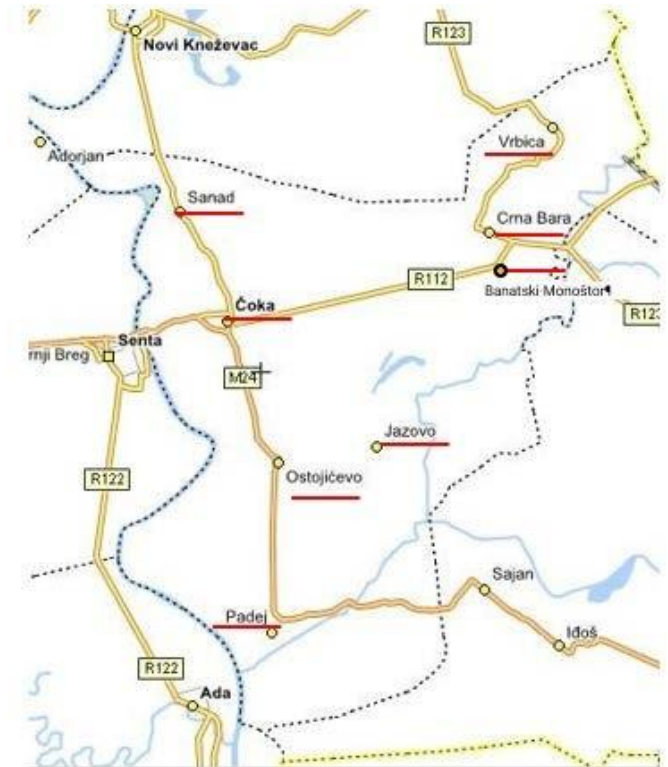 R123
Novi Kneževac
Vrbica
Adorjan
Sanad
Crna Bara
R112
Banatski Monoštor
Čoka
R123
Senta
rnji Breg
M24
Jazovo
Ostojićevo
R122
Sajan
Padej
Iđoš
R122
Ada